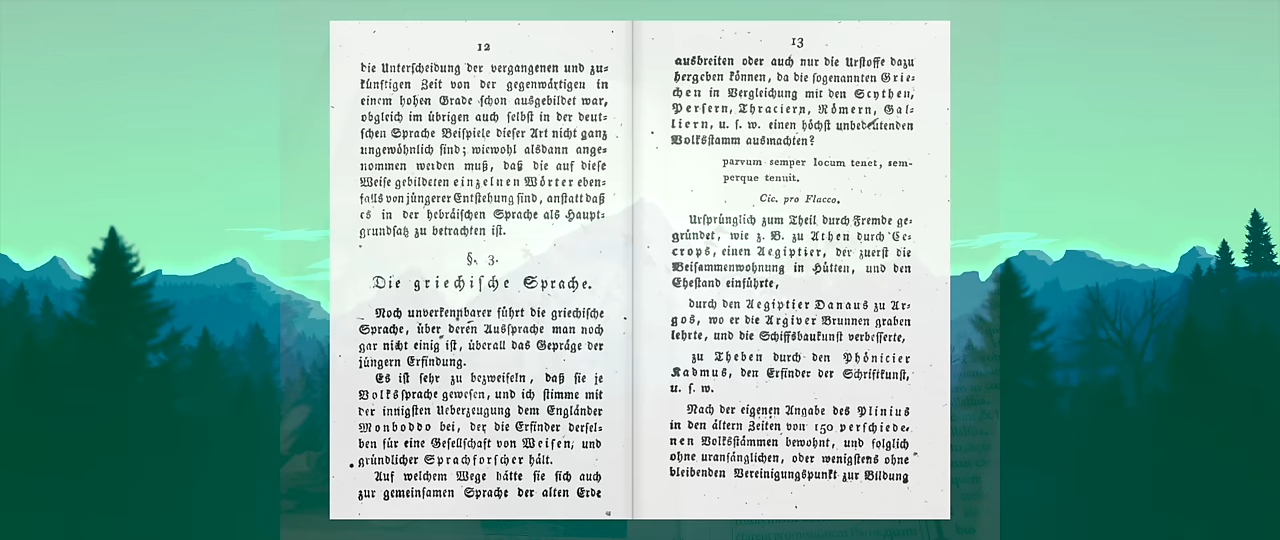 12
die Unterscheidung der vergangenen und zu-
künftigen Zeit von der gegenwärtigen in
einem hohen Grade schon ausgebildet war,
obgleich im übrigen auch selbst in der deut-
schen Sprache Beispiele dieser Art nicht ganz
ungewöhnlich sind; wiewohl alsdann ange-
nommen werden muß, daß die auf diese
Weise gebildeten einzelnen Wörter eben-
falls von jüngerer Entstehung sind, anstatt daß
es in der hebräischen Sprache als Haupt-
grundsatz zu betrachten ist.
§. 3.
Die griechische Sprache.
Noch unverkennbarer führt die griechische
Sprache, über deren Aussprache man noch
gar nicht einig ist, überall das Gepräge der
jüngern Erfindung.
Es ist sehr zu bezweifeln, daß sie je
Volkssprache gewesen, und ich stimme mit
der innigsten Ueberzeugung dem Engländer
Monboddo bei, der die Erfinder dersel-
ben für eine Gesellschaft von Weisen, und
gründlicher Sprachforscher hält.
Auf welchem Wege hätte sie sich auch
zur gemeinsamen Sprache der alten Erde
13
ausbreiten oder auch nur die Urstoffe dazu
hergeben können, da die sogenannten Grie-
chen in Vergleichung mit den Scythen,
Persern, Thraciern, Römern, Gal-
liern, u. s. w. einen höchst unbedeutenden
Volksstamm ausmachten?
parvum semper locum tenet, sem-
perque tenuit.
Cic. pro Flacco.
Ursprünglich zum Theil durch Fremde ge-
gründet, wie z. B. zu Athen durch Ce-
crops, einen Aegiptier, der zuerst die
Beisammenwohnung in Hütten, und den
Ehestand einführte,
durch den Aegiptier Danaus zu Ar-
gos, wo er die Argiver Brunnen graben
lehrte, und die Schiffsbaukunst verbesserte,
zu Theben durch den Phönicier
Kadmus, den Erfinder der Schriftkunst,
u. s. w.
Nach der eigenen Angabe des Plinius
in den ältern Zeiten von 150 verschiede-
nen Volksstämmen bewohnt, und folglich
ohne uranfänglichen, oder wenigstens ohne
bleibenden Vereinigungspunkt zur Bildung